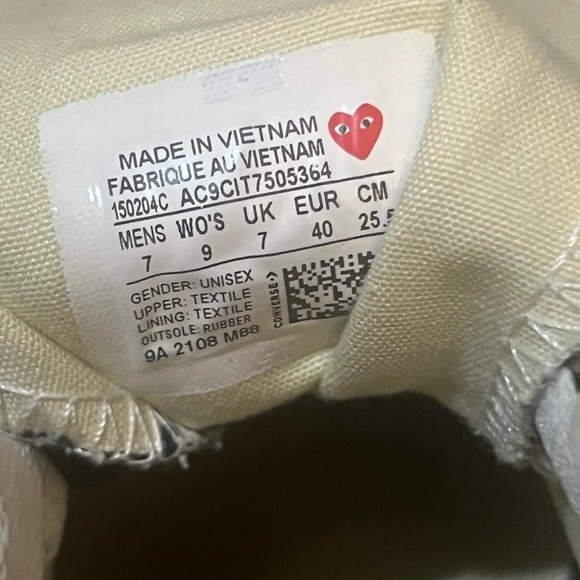 MADE IN VIETNAM
FABRIQUE AU VIETNAM
150204C AC9CIT7505364
MENS WO'S UK EUR CM
7 9 7 40 25.5
GENDER: UNISEX
UPPER: TEXTILE
LINING: TEXTILE
OUTSOLE: RUBBER
9A 2108 M88
CONVERSE